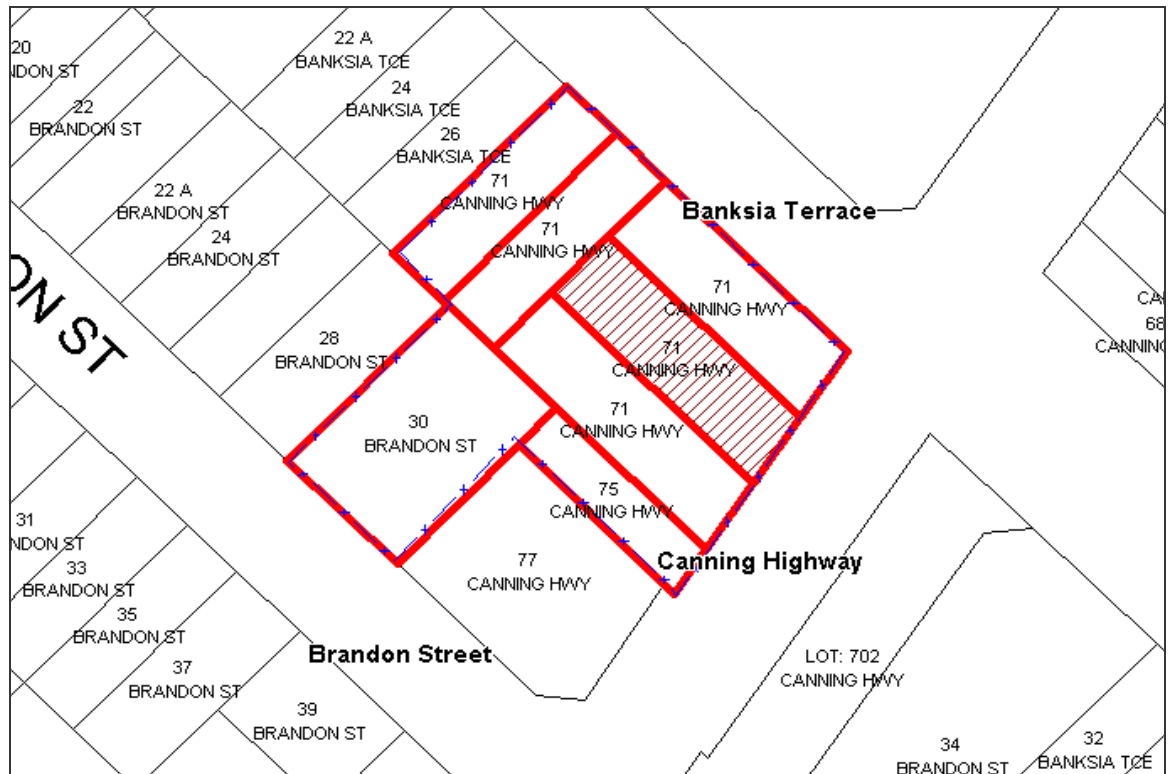 20
NDON ST
22
BRANDON ST
22 A
BRANDON ST
24
BRANDON ST
28
BRANDON ST
22 A
BANKSIA TCE
24
BANKSIA TCE
26
BANKSIA TCE
71
CANNING HWY
71
CANNING HWY
Banksia Terrace
71
CANNING HWY
71
CANNING HWY
71
CANNING HWY
75
CANNING HWY
77
CANNING HWY
30
BRANDON ST
ON ST
CA
68
CANNING
31
NDON ST
33
BRANDON ST
35
BRANDON ST
37
BRANDON ST
39
BRANDON ST
Brandon Street
Canning Highway
LOT: 702
CANNING HWY
34
BRANDON ST
32
BANKSIA TCE